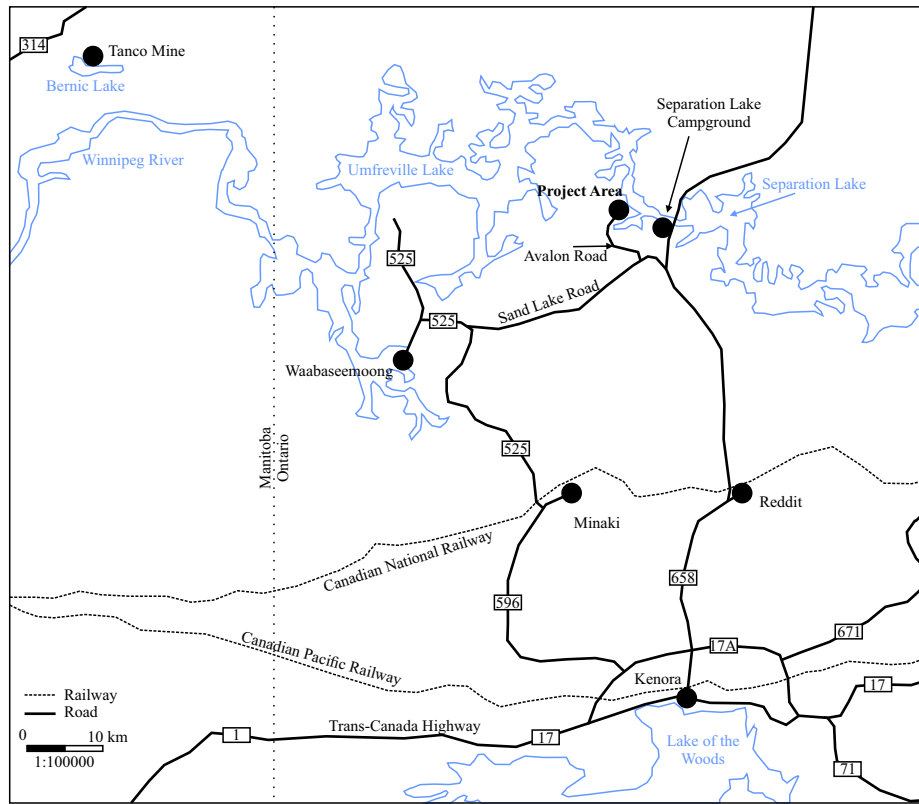 314
Tanco Mine
Bernic Lake
Winnipeg River
Umfreville Lake
Separation Lake
Campground
Project Area
Separation Lake
525
Avalon Road
Sand Lake Road
525
Waabaseemoong
Manitoba
Ontario
525
Minaki
Reddit
Canadian National Railway
658
596
Canadian Pacific Railway
17A
671
Kenora
17
Railway
Road
0 10 km
1:100000
1
Trans-Canada Highway
17
Lake of the
Woods
71